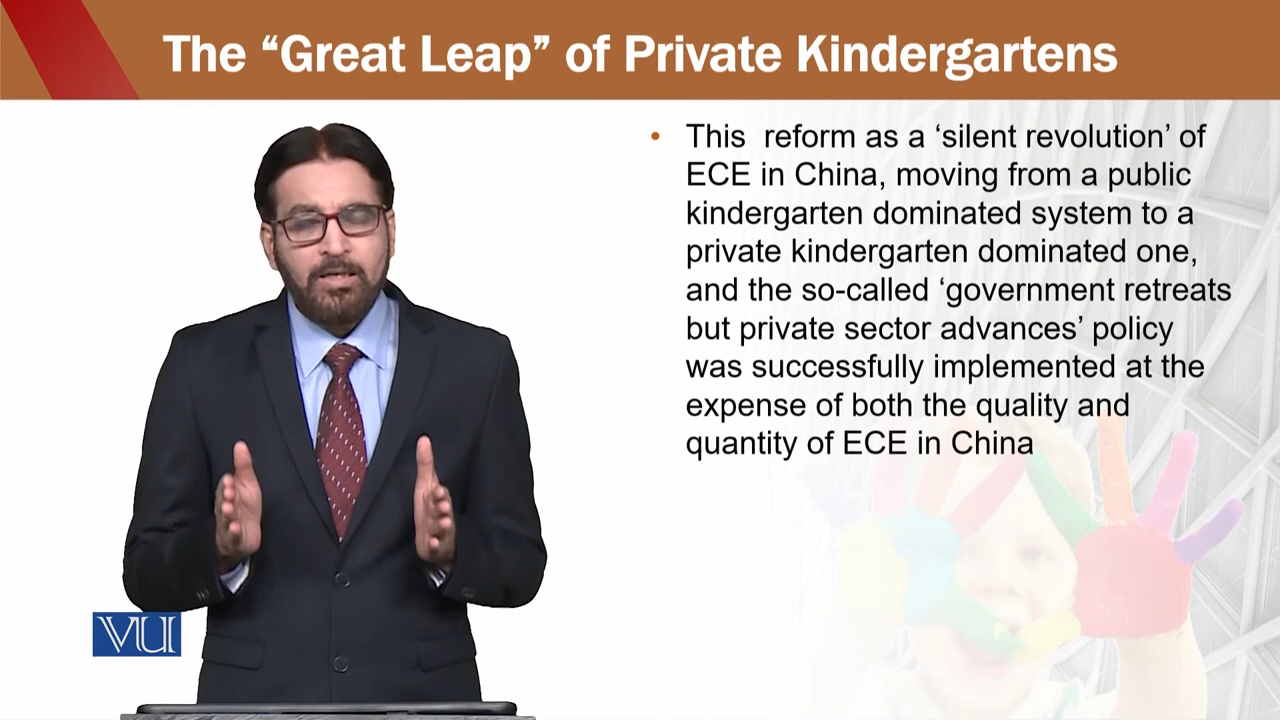 The “Great Leap” of Private Kindergartens
• This  reform as a ‘silent revolution’ of
ECE in China, moving from a public
kindergarten dominated system to a
private kindergarten dominated one,
and the so-called ‘government retreats
but private sector advances’ policy
was successfully implemented at the
expense of both the quality and
quantity of ECE in China
VU